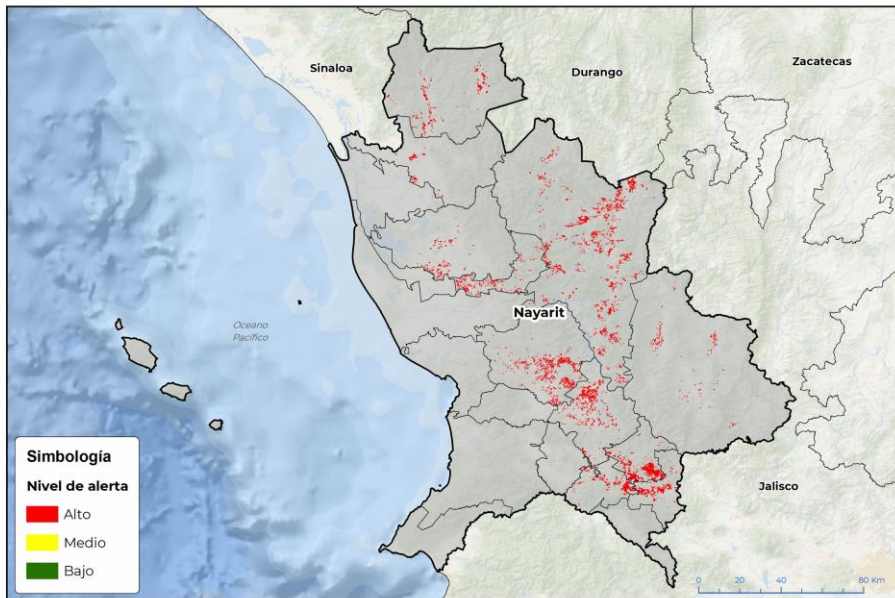 Sinaloa
Durango
Zacatecas
Nayarit
Oceano
Pacífico
Jalisco
Simbología
Nivel de alerta
Alto
Medio
Bajo
0 20 40 80 Km